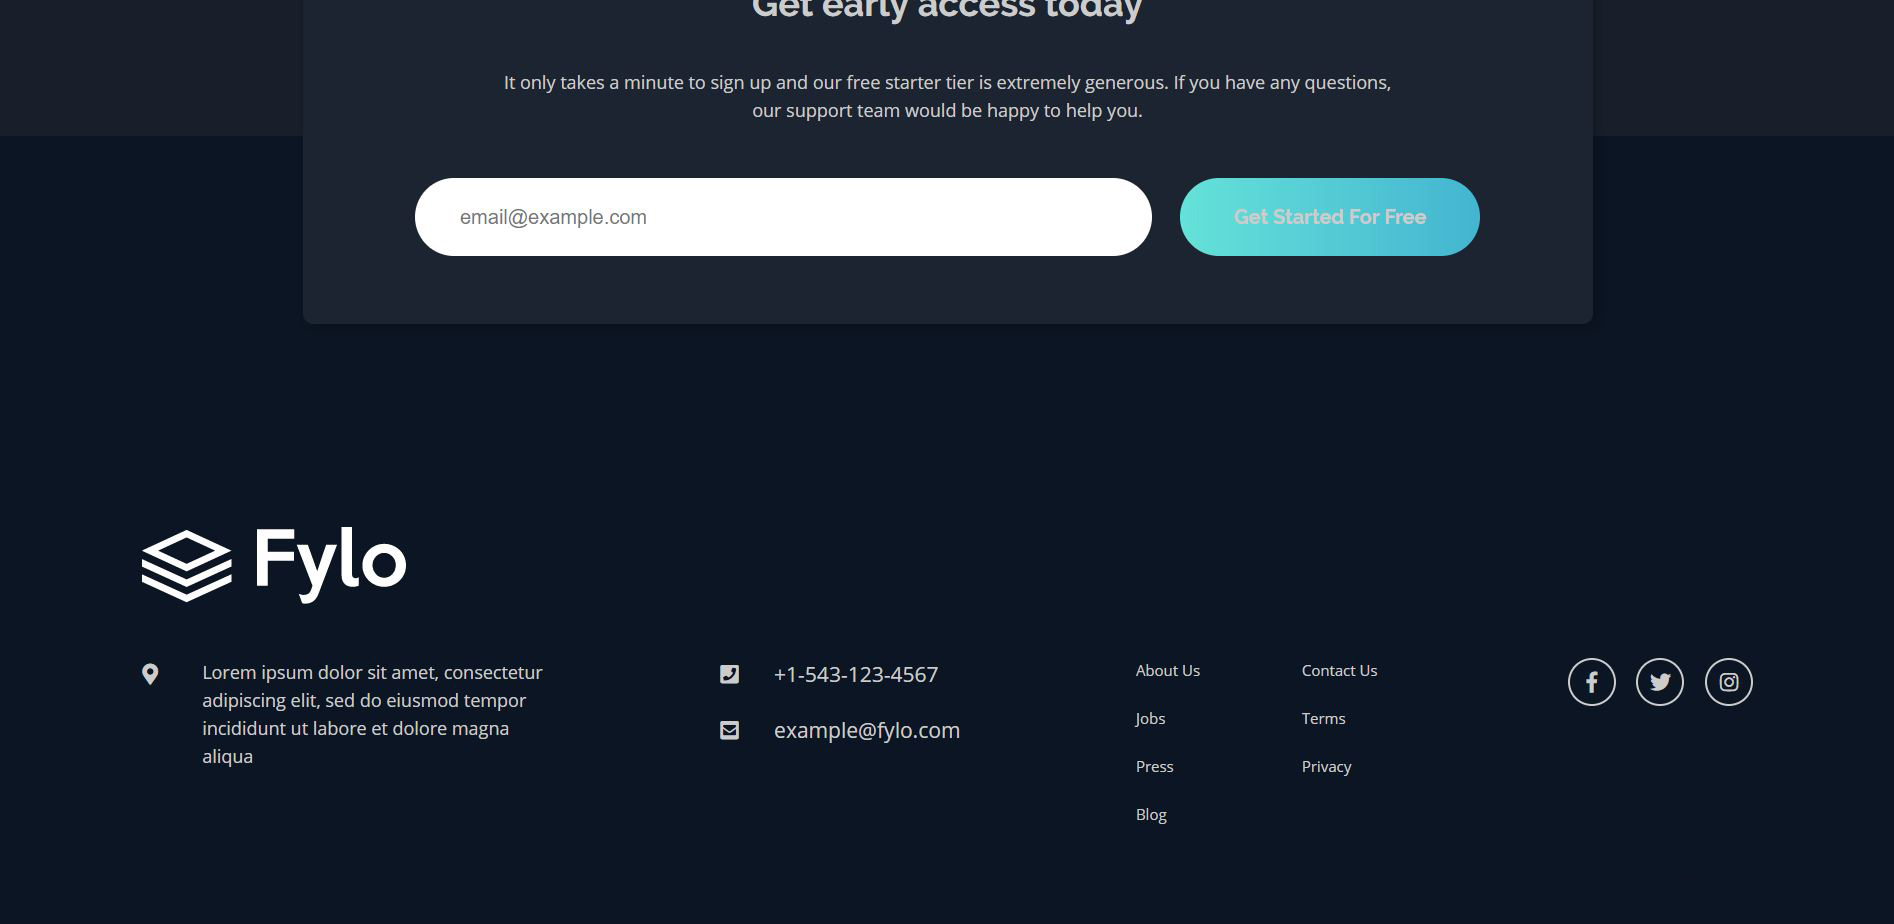 Get early access today
It only takes a minute to sign up and our free starter tier is extremely generous. If you have any questions,
our support team would be happy to help you.
email@example.com
Get Started For Free
Fylo
Lorem ipsum dolor sit amet, consectetur
adipiscing elit, sed do eiusmod tempor
incididunt ut labore et dolore magna
aliqua
+1-543-123-4567
example@fylo.com
About Us
Jobs
Press
Blog
Contact Us
Terms
Privacy